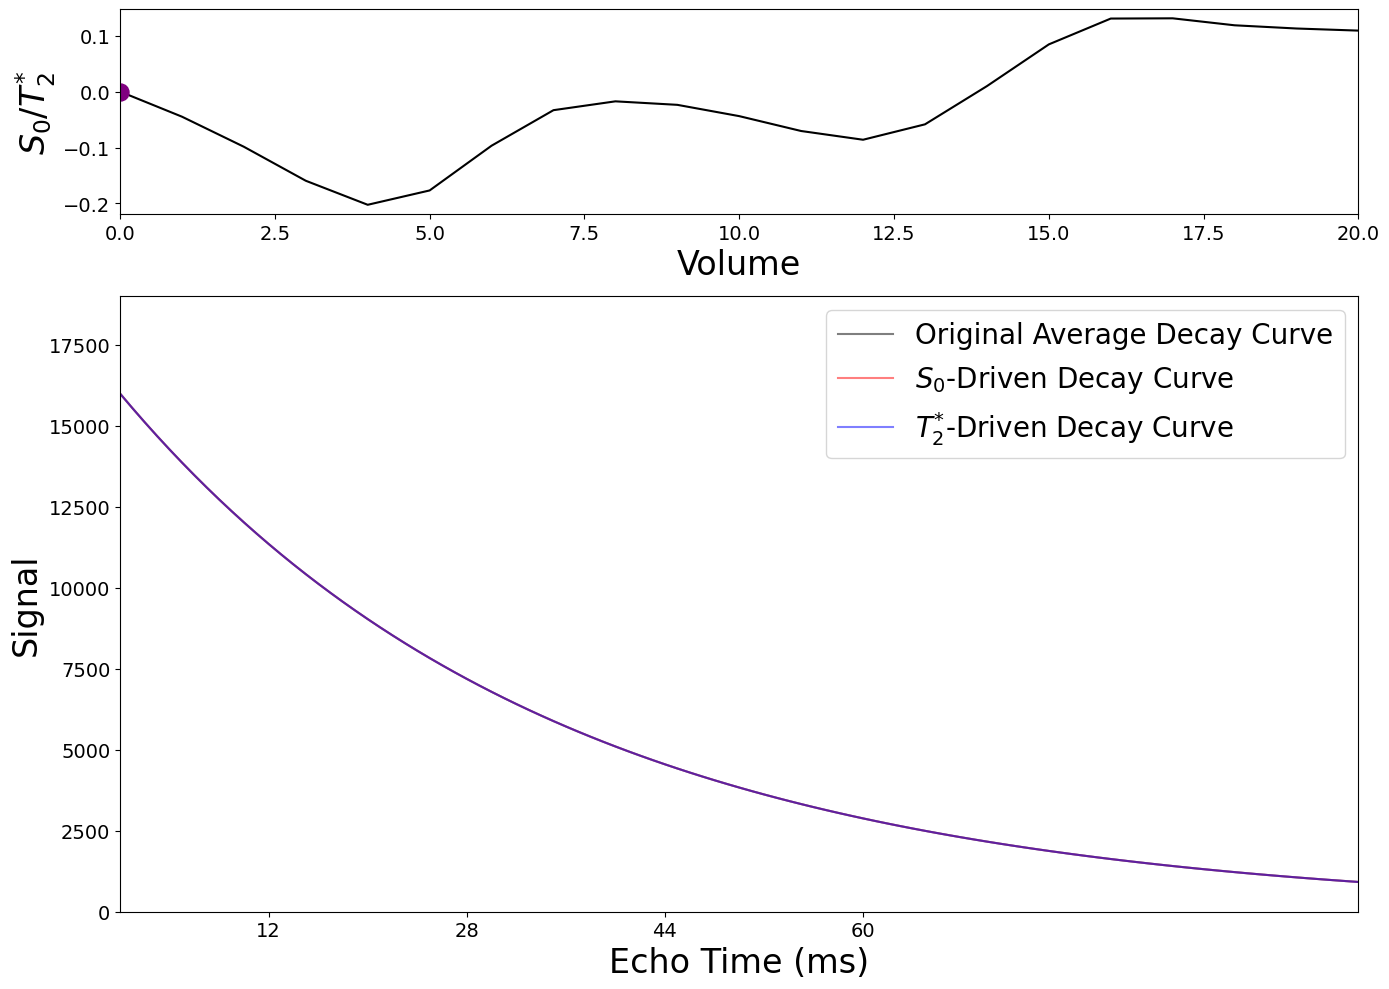 0.1
0.0
−0.1
−0.2
S₀/T₂*
0.0 2.5 5.0 7.5 10.0 12.5 15.0 17.5 20.0
Volume
Original Average Decay Curve
S₀-Driven Decay Curve
T₂*-Driven Decay Curve
17500
15000
12500
10000
7500
5000
2500
0
Signal
12 28 44 60
Echo Time (ms)